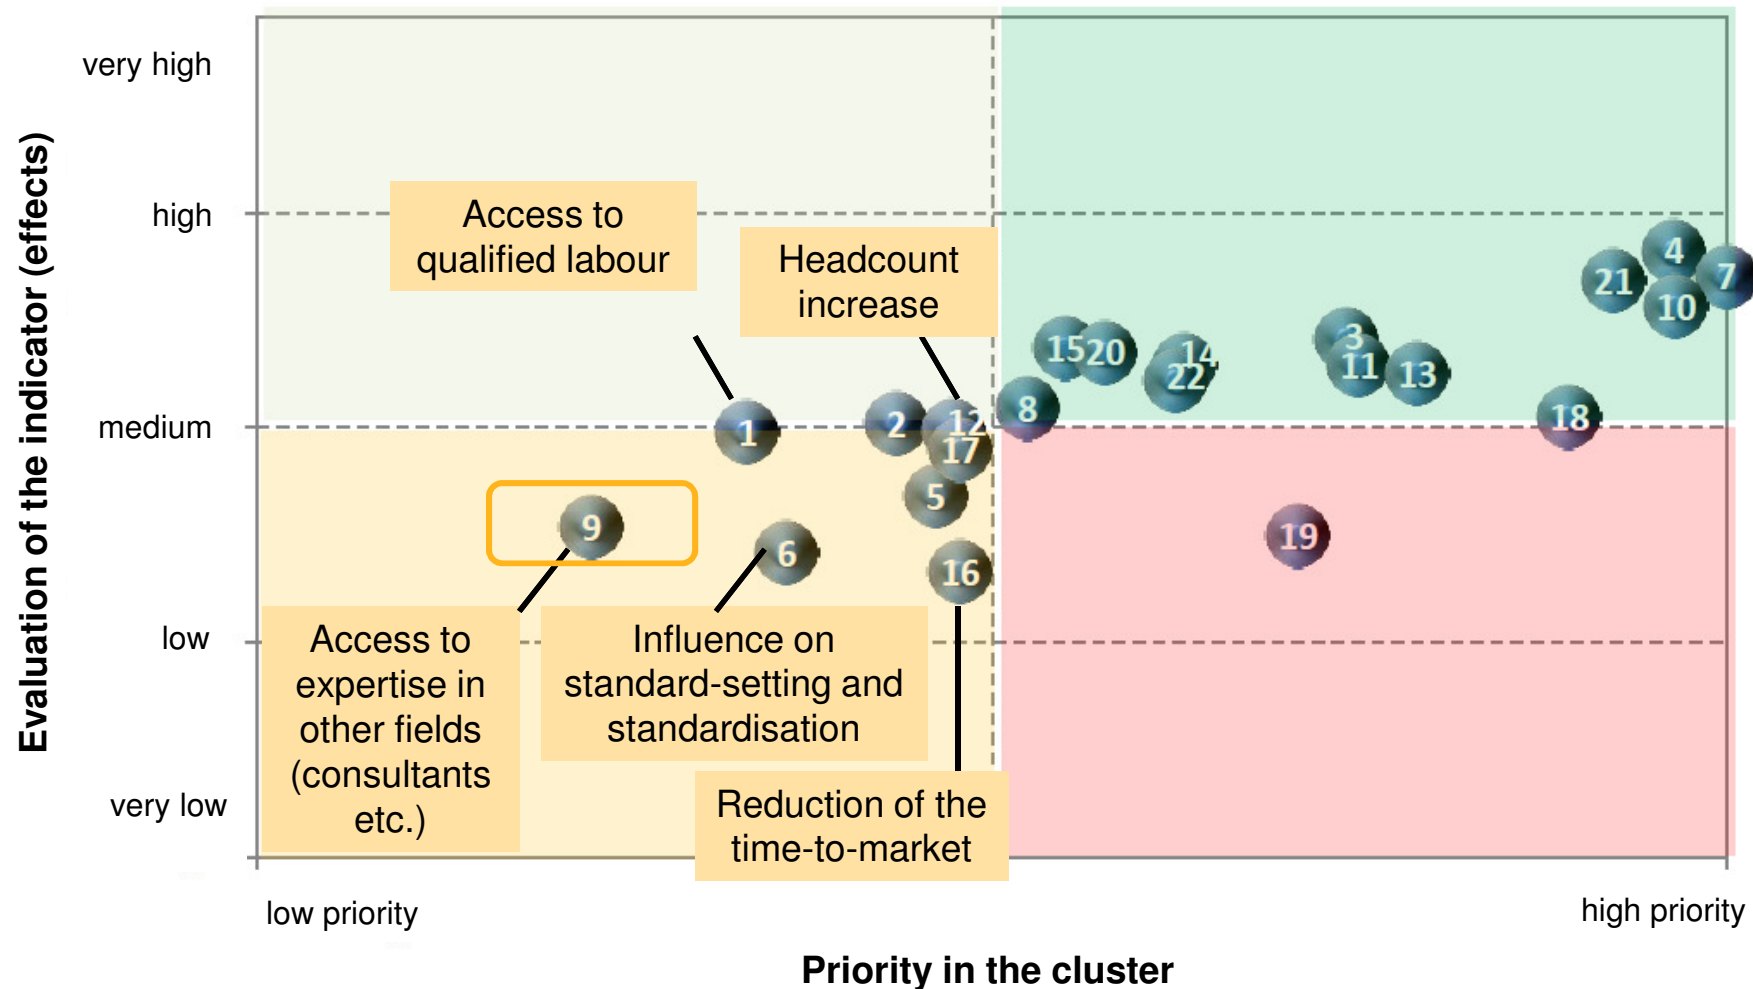 Evaluation of the indicator (effects)
very high
high
medium
low
very low
Access to
qualified labour
Headcount
increase
4
7
21
10
15
20
14
22
3
11
13
8
18
1
2
12
17
5
9
6
16
19
Access to
expertise in
other fields
(consultants
etc.)
Influence on
standard-setting and
standardisation
Reduction of the
time-to-market
low priority
high priority
Priority in the cluster